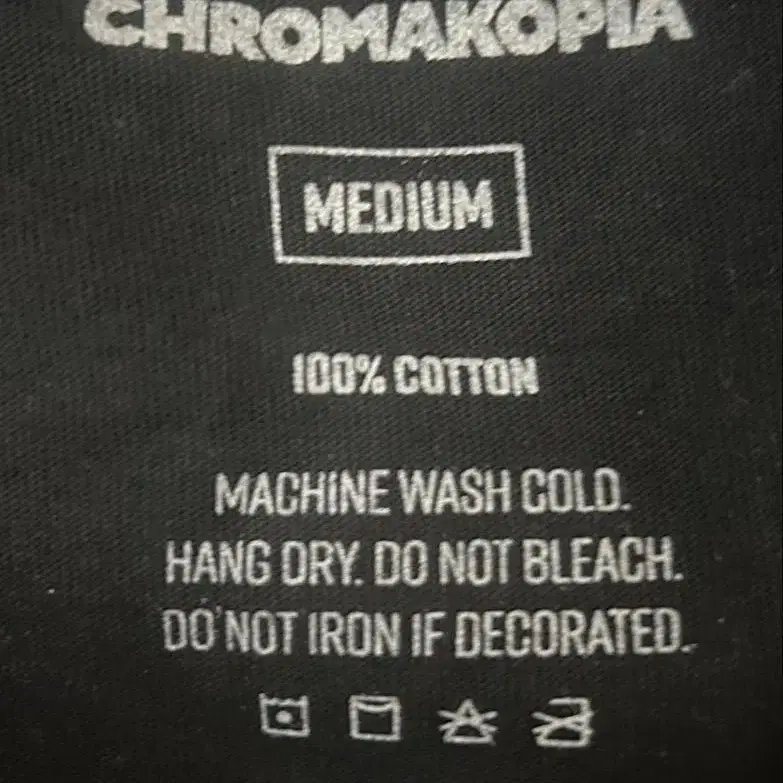 CHROMAKOPIA
MEDIUM
100% COTTON
MACHINE WASH COLD.
HANG DRY. DO NOT BLEACH.
DO NOT IRON IF DECORATED.